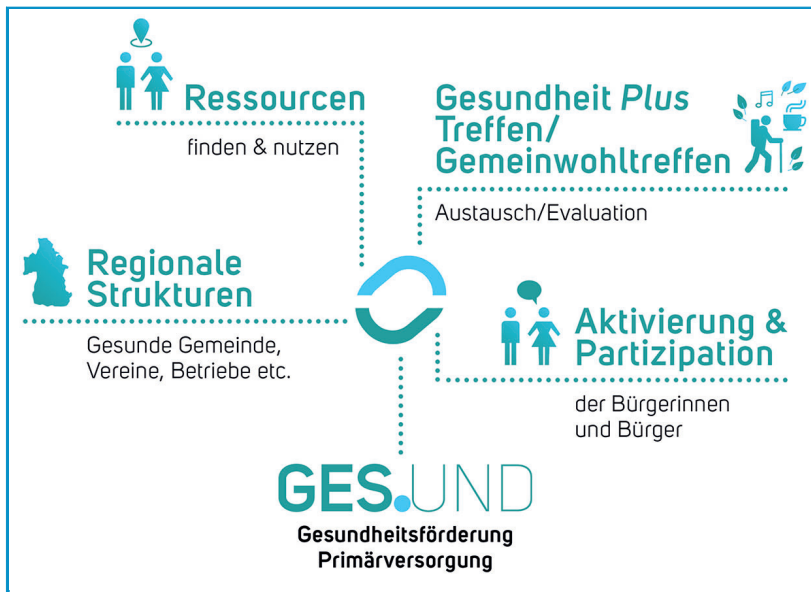 Ressourcen
finden & nutzen
Gesundheit Plus
Treffen/
Gemeinwohltreffen
Austausch/Evaluation
Regionale
Strukturen
Gesunde Gemeinde,
Vereine, Betriebe etc.
Aktivierung &
Partizipation
der Bürgerinnen
und Bürger
GES.UND
Gesundheitsförderung
Primärversorgung